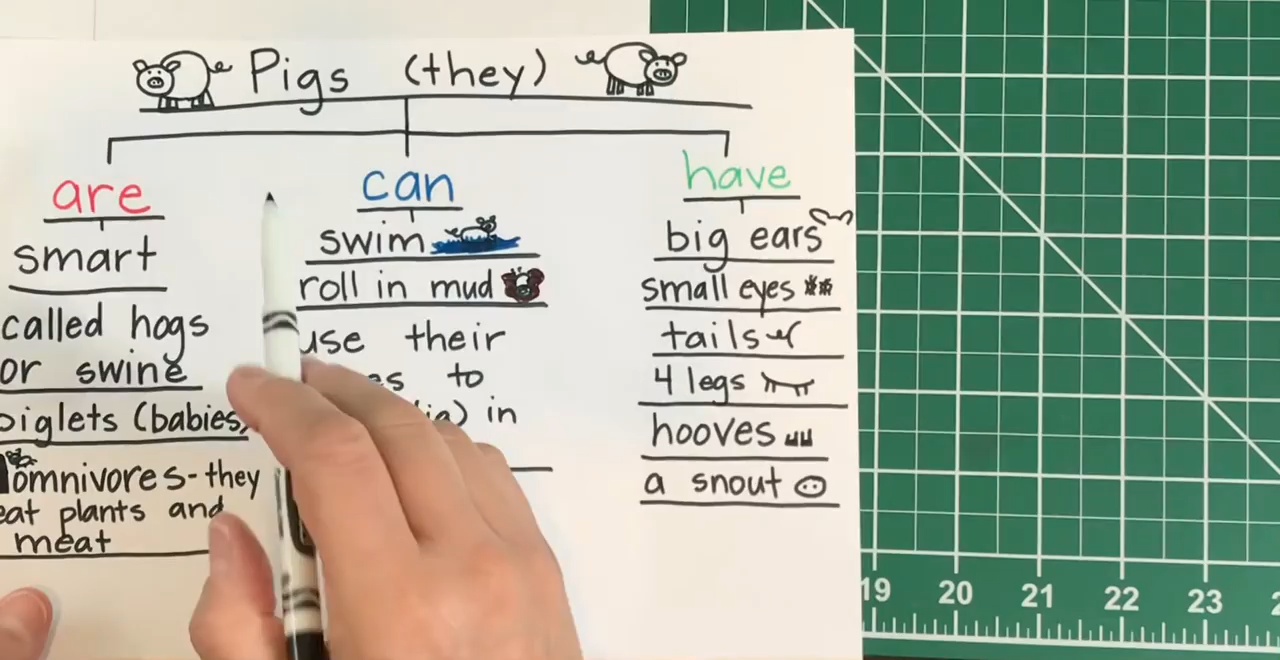 Pigs (they)
are
smart
called hogs
or swine
piglets (babies)
omnivores - they
eat plants and
meat
can
swim
roll in mud
use their
to
in
have
big ears
small eyes
tails
4 legs
hooves
a snout
19 20 21 22 23